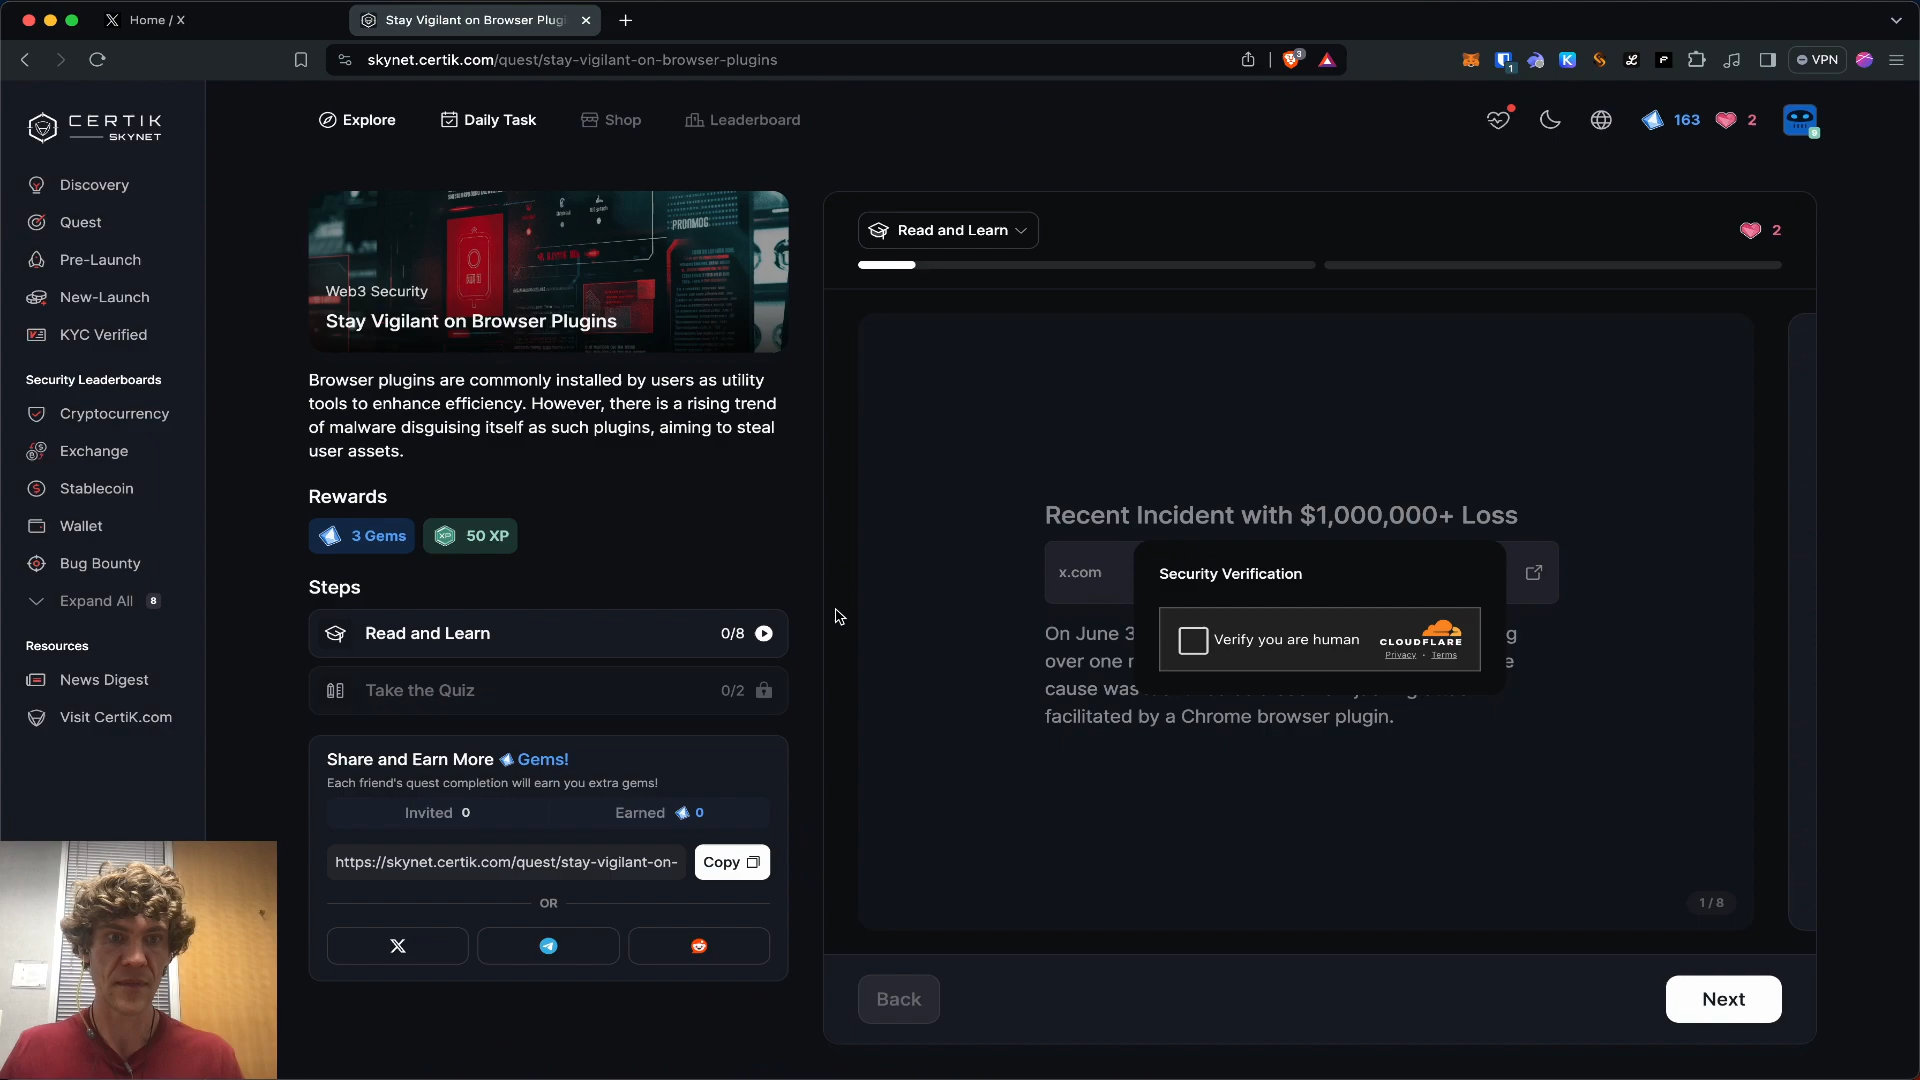 Home / X
Stay Vigilant on Browser Plugi
skynet.certik.com/quest/stay-vigilant-on-browser-plugins
3
1
VPN
CERTIK
SKYNET
Explore
Daily Task
Shop
Leaderboard
163
2
9
Discovery
Quest
Pre-Launch
New-Launch
KYC Verified
Security Leaderboards
Cryptocurrency
Exchange
Stablecoin
Wallet
Bug Bounty
Expand All 8
Resources
News Digest
Visit CertiK.com
Web3 Security
Stay Vigilant on Browser Plugins
Browser plugins are commonly installed by users as utility
tools to enhance efficiency. However, there is a rising trend
of malware disguising itself as such plugins, aiming to steal
user assets.
Rewards
3 Gems
XP 50 XP
Steps
Read and Learn 0/8
Take the Quiz 0/2
Share and Earn More Gems!
Each friend's quest completion will earn you extra gems!
Invited 0
Earned 0
https://skynet.certik.com/quest/stay-vigilant-on-
Copy
OR
Read and Learn
2
Recent Incident with $1,000,000+ Loss
x.com
Security Verification
Verify you are human
CLOUDFLARE
Privacy • Terms
On June 3
over one
cause was
facilitated by a Chrome browser plugin.
1 / 8
Back
Next